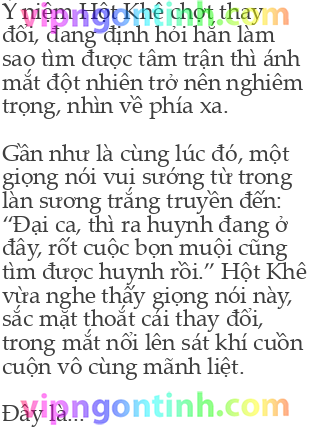 Ý niệm Hột Khê chợt thay
đổi, đang định hỏi hắn làm
sao tìm được tâm trận thì ánh
mắt đột nhiên trở nên nghiêm
trọng, nhìn về phía xa.
Gần như là cùng lúc đó, một
giọng nói vui sướng từ trong
làn sương trắng truyền đến:
“Đại ca, thì ra huynh đang ở
đây, rốt cuộc bọn muội cũng
tìm được huynh rồi.” Hột Khê
vừa nghe thấy giọng nói này,
sắc mặt thoắt cái thay đổi,
trong mắt nổi lên sát khí cuồn
cuộn vô cùng mãnh liệt.
vipngontinh.com
Đây là...